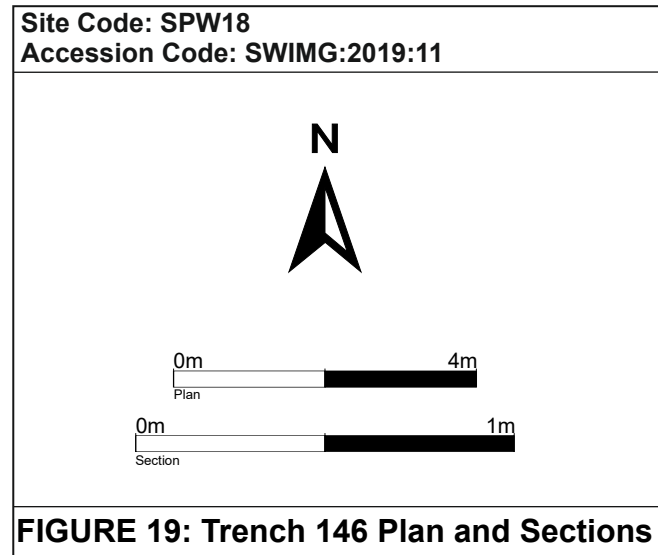 Site Code: SPW18
Accession Code: SWIMG:2019:11
N
0m 4m
Plan
0m 1m
Section
FIGURE 19: Trench 146 Plan and Sections